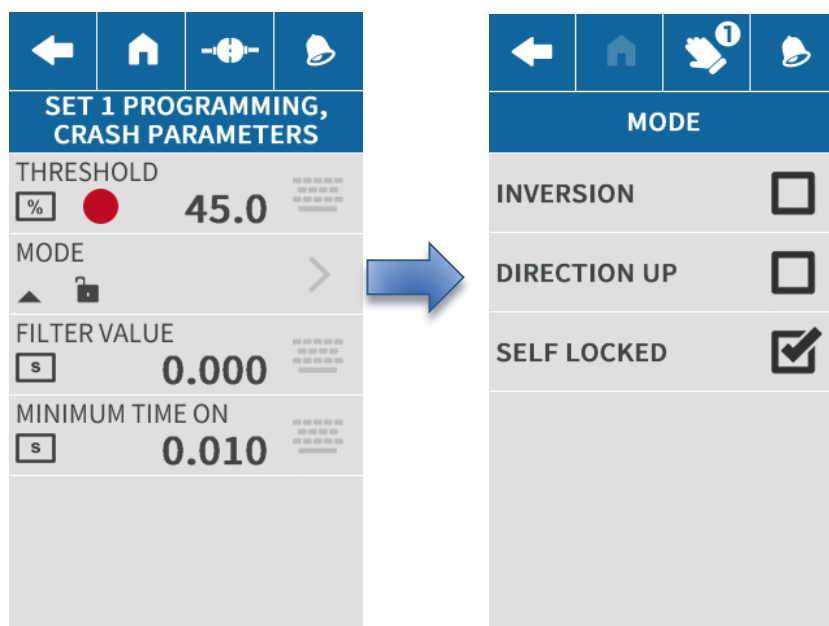 SET 1 PROGRAMMING,
CRASH PARAMETERS
THRESHOLD
% 45.0
MODE
FILTER VALUE
s 0.000
MINIMUM TIME ON
s 0.010
1
MODE
INVERSION
DIRECTION UP
SELF LOCKED